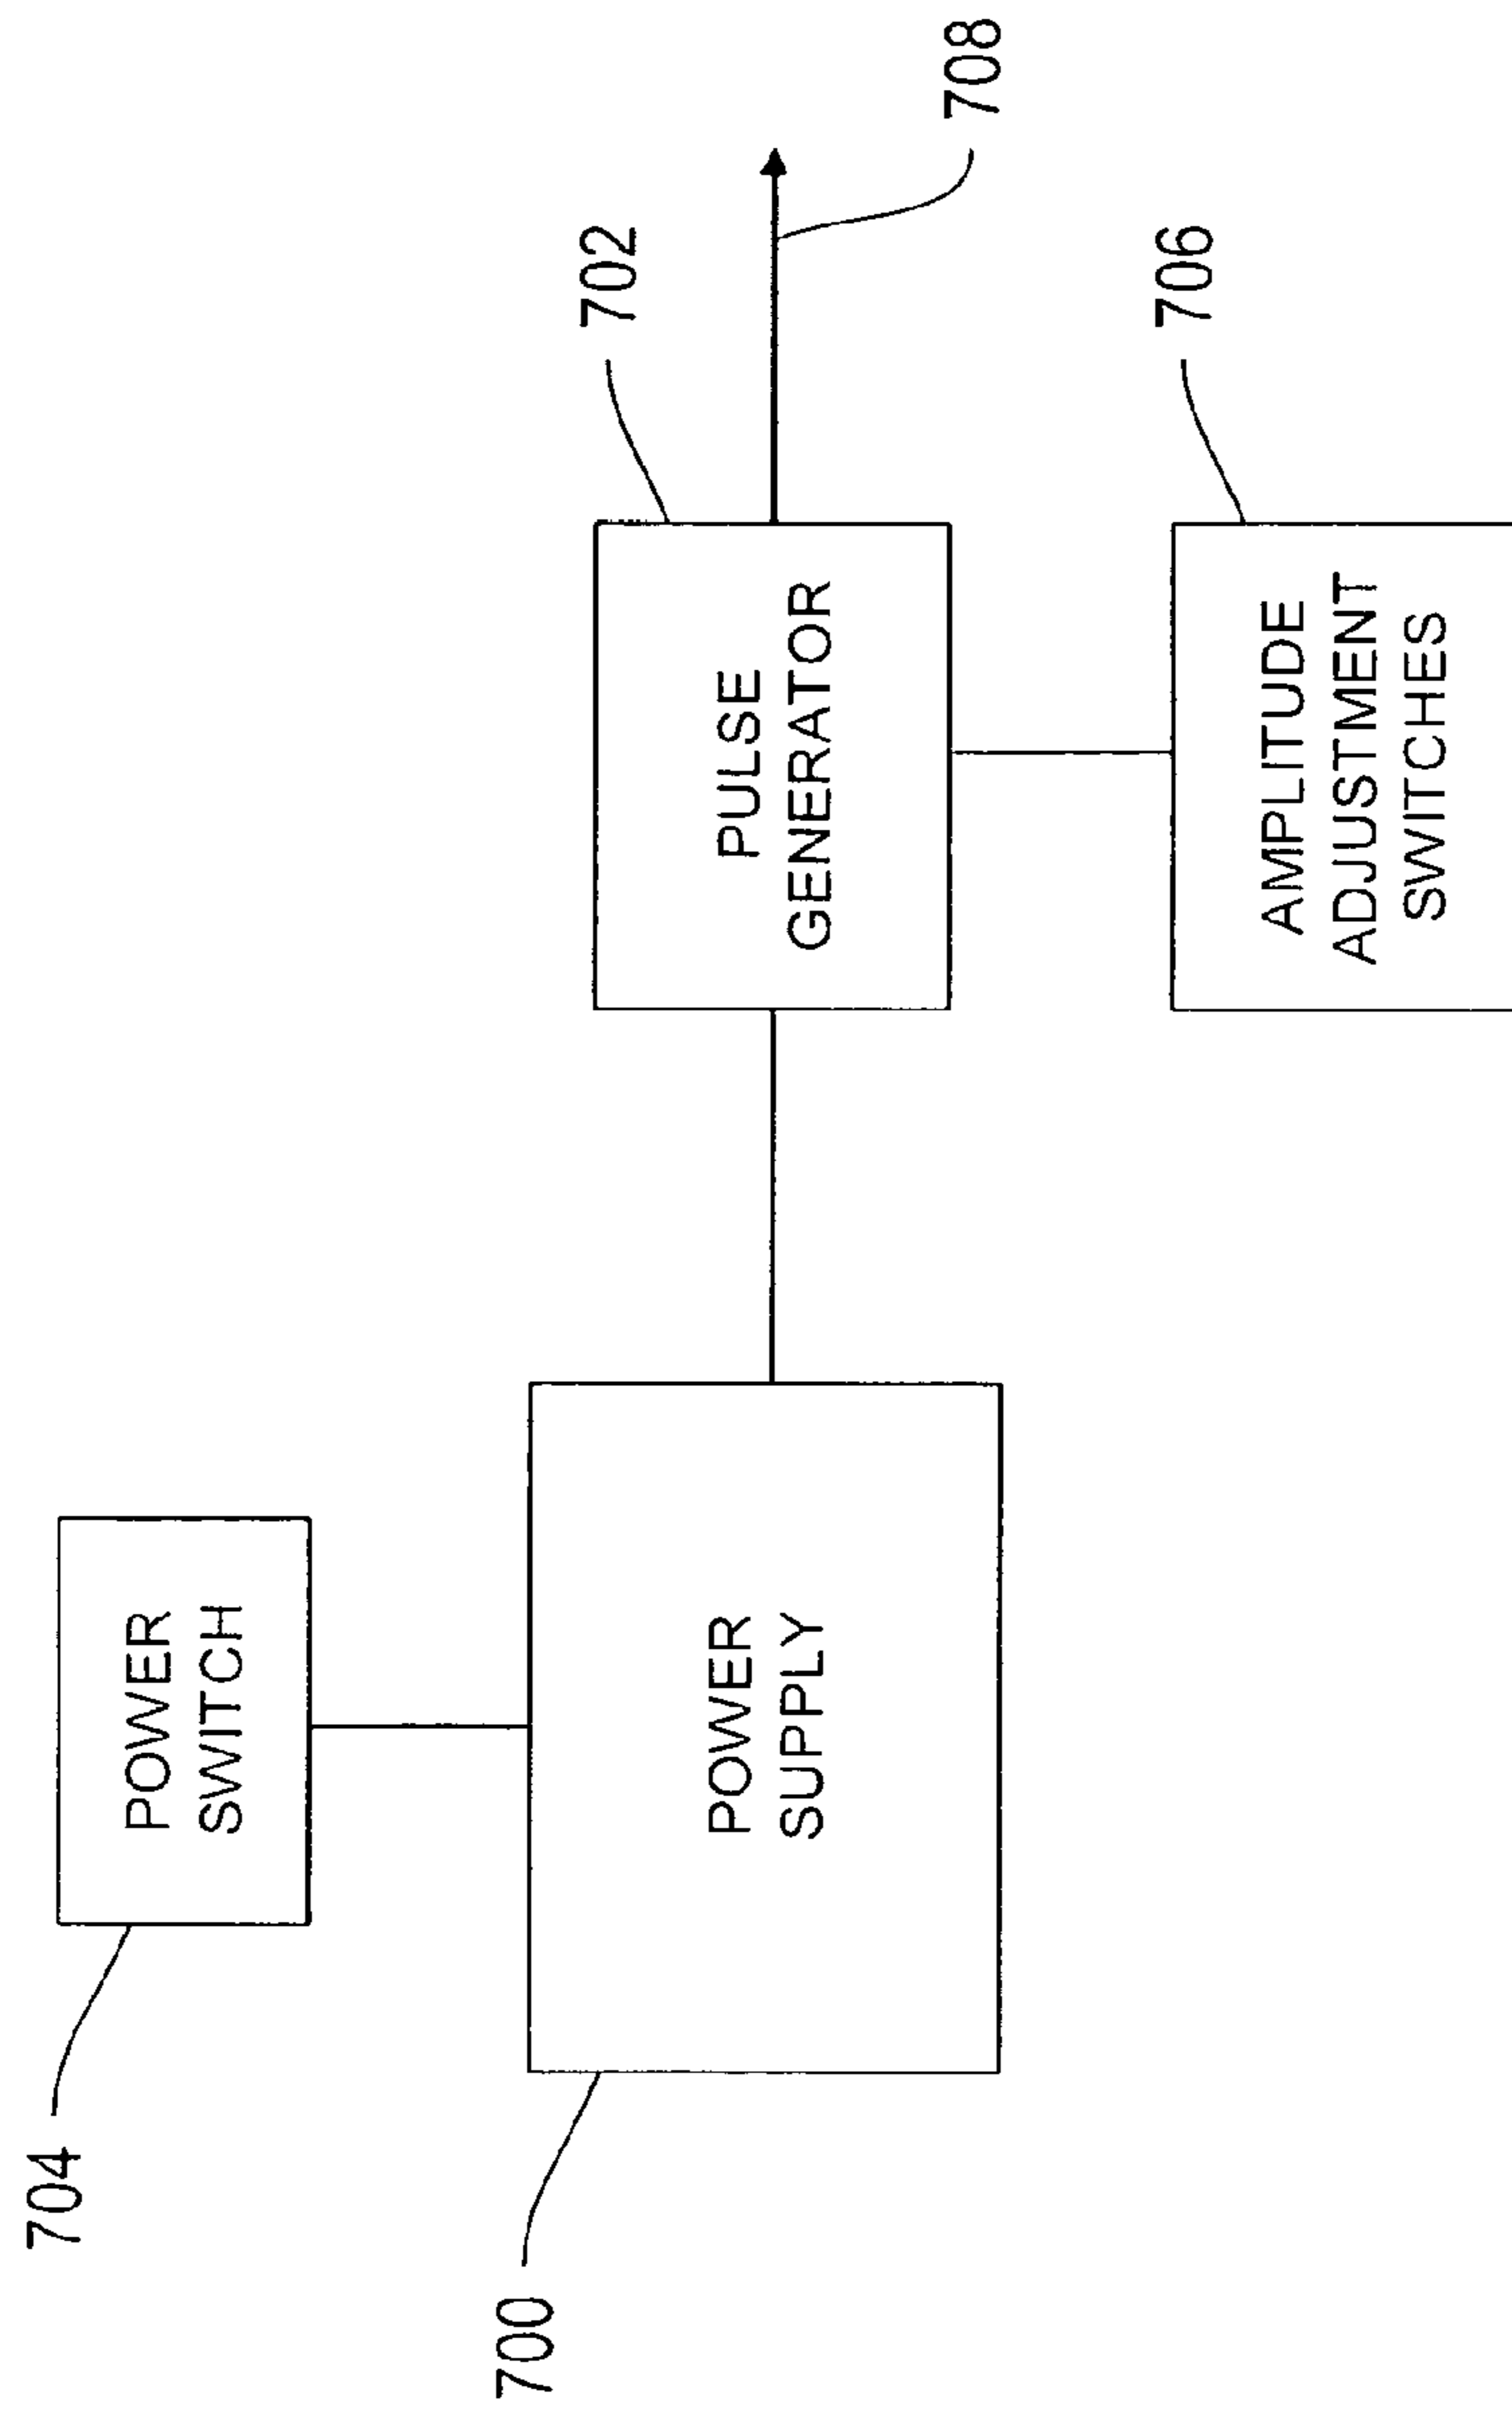 704
POWER
SWITCH
700
POWER
SUPPLY
702
PULSE
GENERATOR
708
706
AMPLITUDE
ADJUSTMENT
SWITCHES